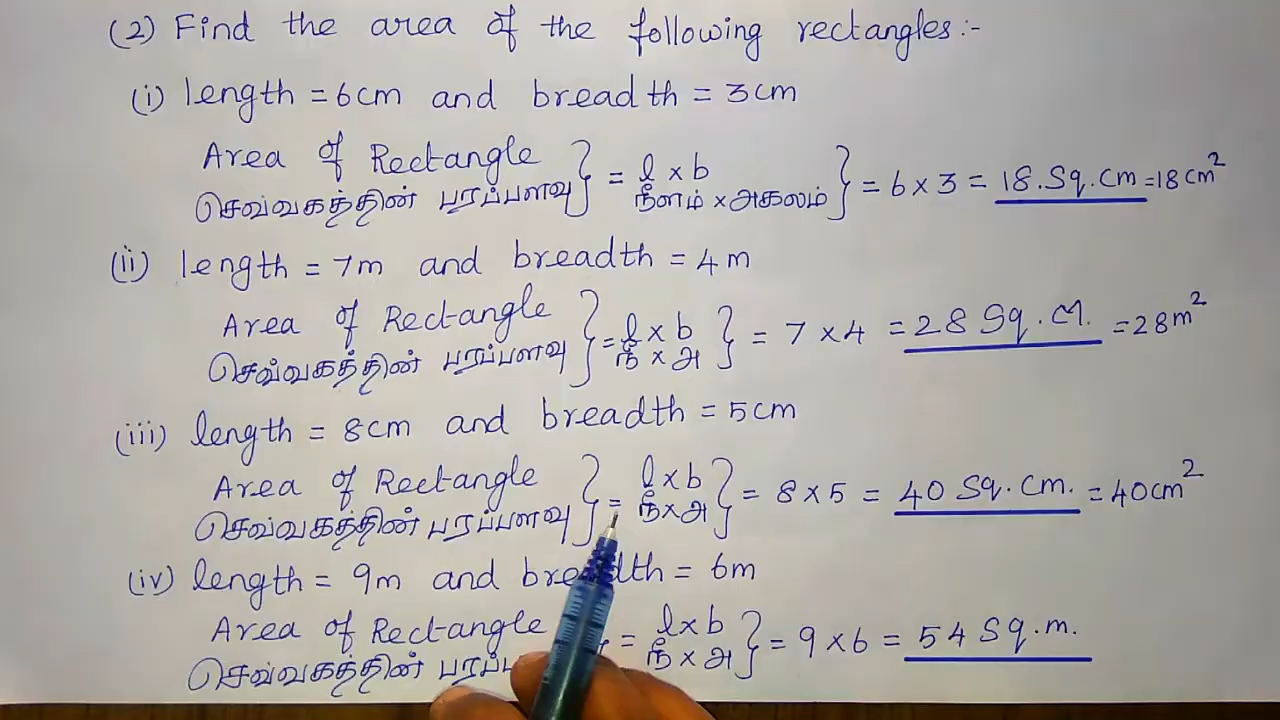 (2) Find the area of the following rectangles:-
(i) length = 6cm and breadth = 3cm
Area of Rectangle } = l x b } = 6 x 3 = 18.Sq.Cm = 18cm²
செவ்வகத்தின் பரப்பளவு நீளம் x அகலம்
(ii) length = 7m and breadth = 4m
Area of Rectangle } = l x b } = 7 x 4 = 28 Sq.M. = 28m²
செவ்வகத்தின் பரப்பளவு நீ x அ
(iii) length = 8cm and breadth = 5cm
Area of Rectangle } = l x b } = 8 x 5 = 40 Sq.Cm. = 40cm²
செவ்வகத்தின் பரப்பளவு நீ x அ
(iv) length = 9m and breadth = 6m
Area of Rectangle = l x b } = 9 x 6 = 54 Sq.m.
செவ்வகத்தின் நீ x அ